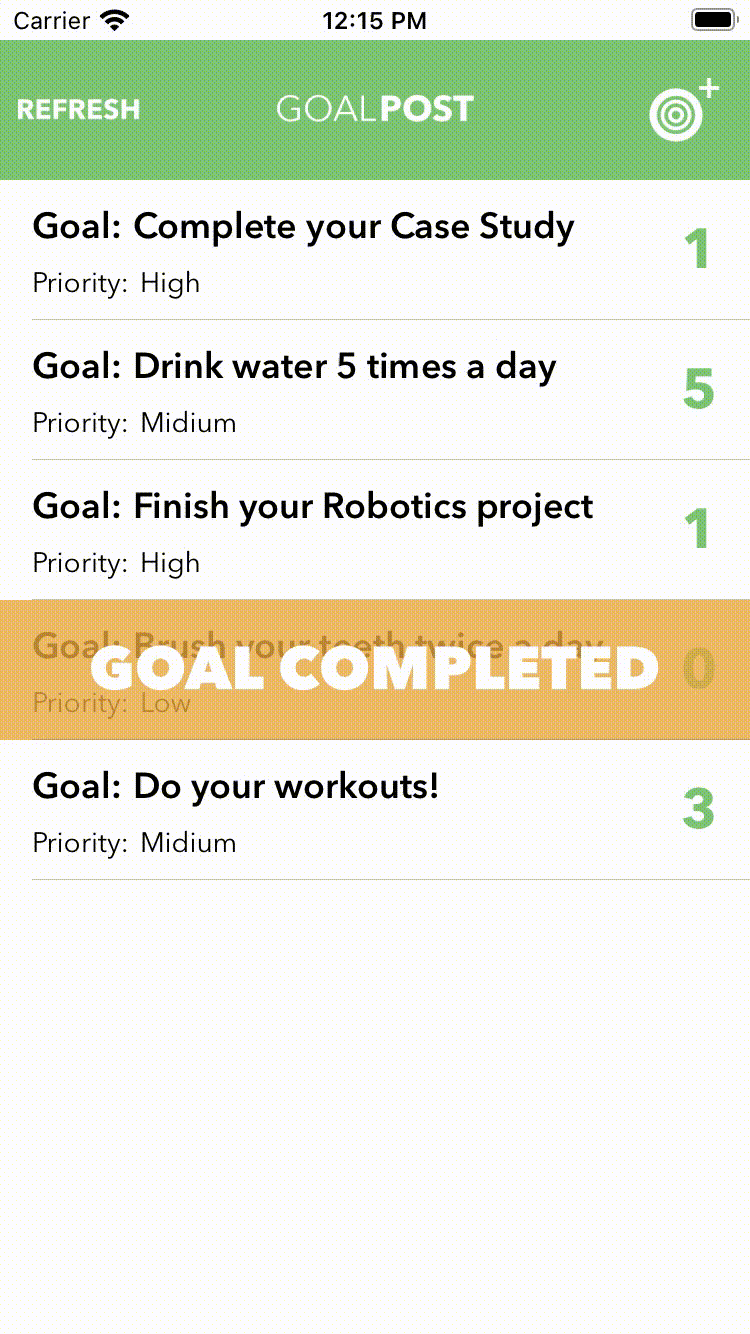 Carrier 12:15 PM
REFRESH GOALPOST
Goal: Complete your Case Study
Priority: High
1
Goal: Drink water 5 times a day
Priority: Midium
5
Goal: Finish your Robotics project
Priority: High
1
Goal: Brush your teeth twice a day
GOAL COMPLETED
Priority: Low
0
Goal: Do your workouts!
Priority: Midium
3